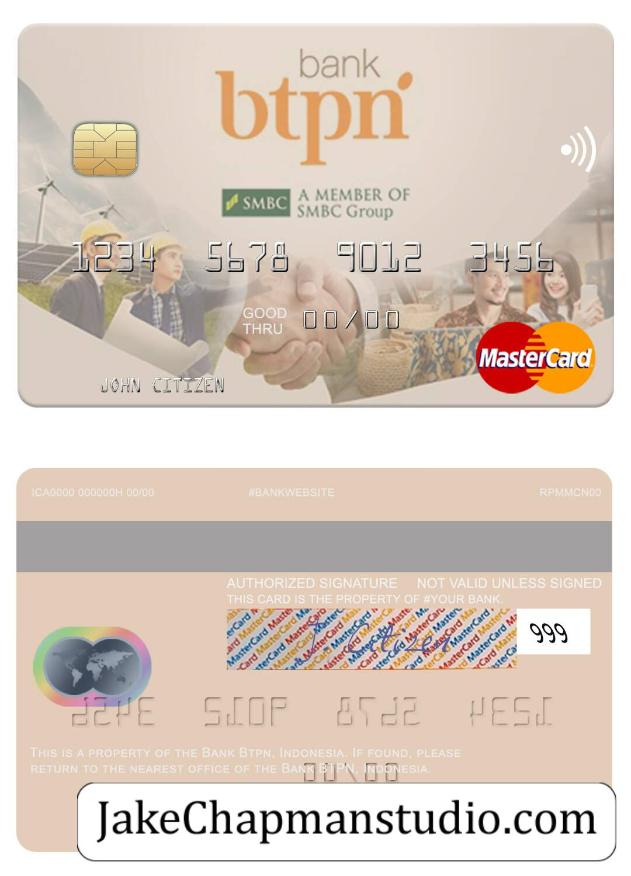 bank
btpn
SMBC
A MEMBER OF
SMBC Group
1234 5678 9012 3456
GOOD
THRU
00/00
MasterCard
JOHN CITIZEN
ICA0000 000000H 00/00 #BANKWEBSITE RPMMCN00
AUTHORIZED SIGNATURE NOT VALID UNLESS SIGNED
THIS CARD IS THE PROPERTY OF #YOUR BANK.
J Citizen
999
THIS IS A PROPERTY OF THE BANK BTPN, INDONESIA. IF FOUND, PLEASE
RETURN TO THE NEAREST OFFICE OF THE BANK BTPN, INDONESIA.
JakeChapmanstudio.com